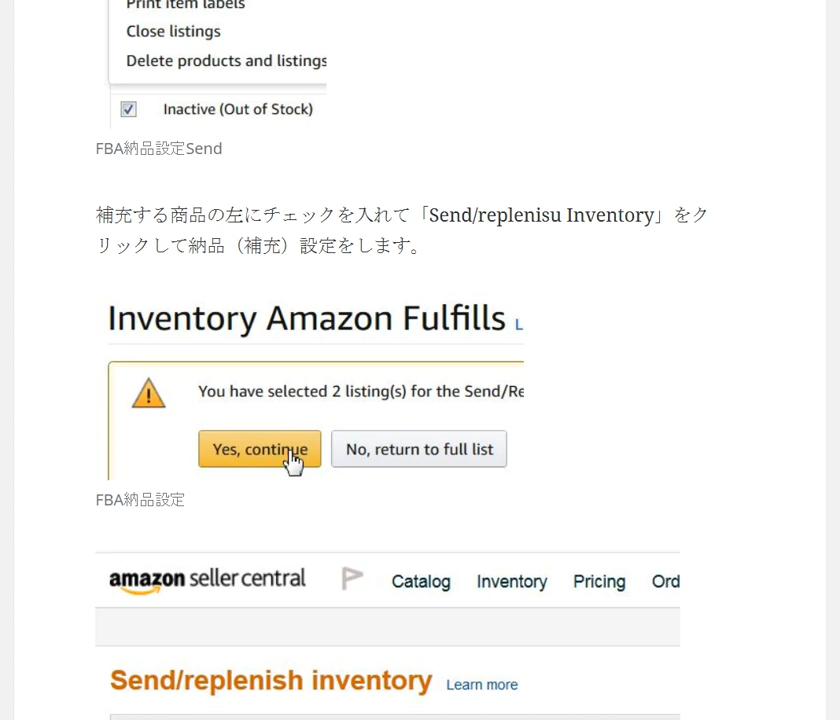 Print item labels
Close listings
Delete products and listings
Inactive (Out of Stock)
FBA納品設定Send
補充する商品の左にチェックを入れて「Send/replenisu Inventory」をク
リックして納品（補充）設定をします。
Inventory Amazon Fulfills L
You have selected 2 listing(s) for the Send/Re
Yes, continue No, return to full list
FBA納品設定
amazon seller central Catalog Inventory Pricing Ord
Send/replenish inventory Learn more